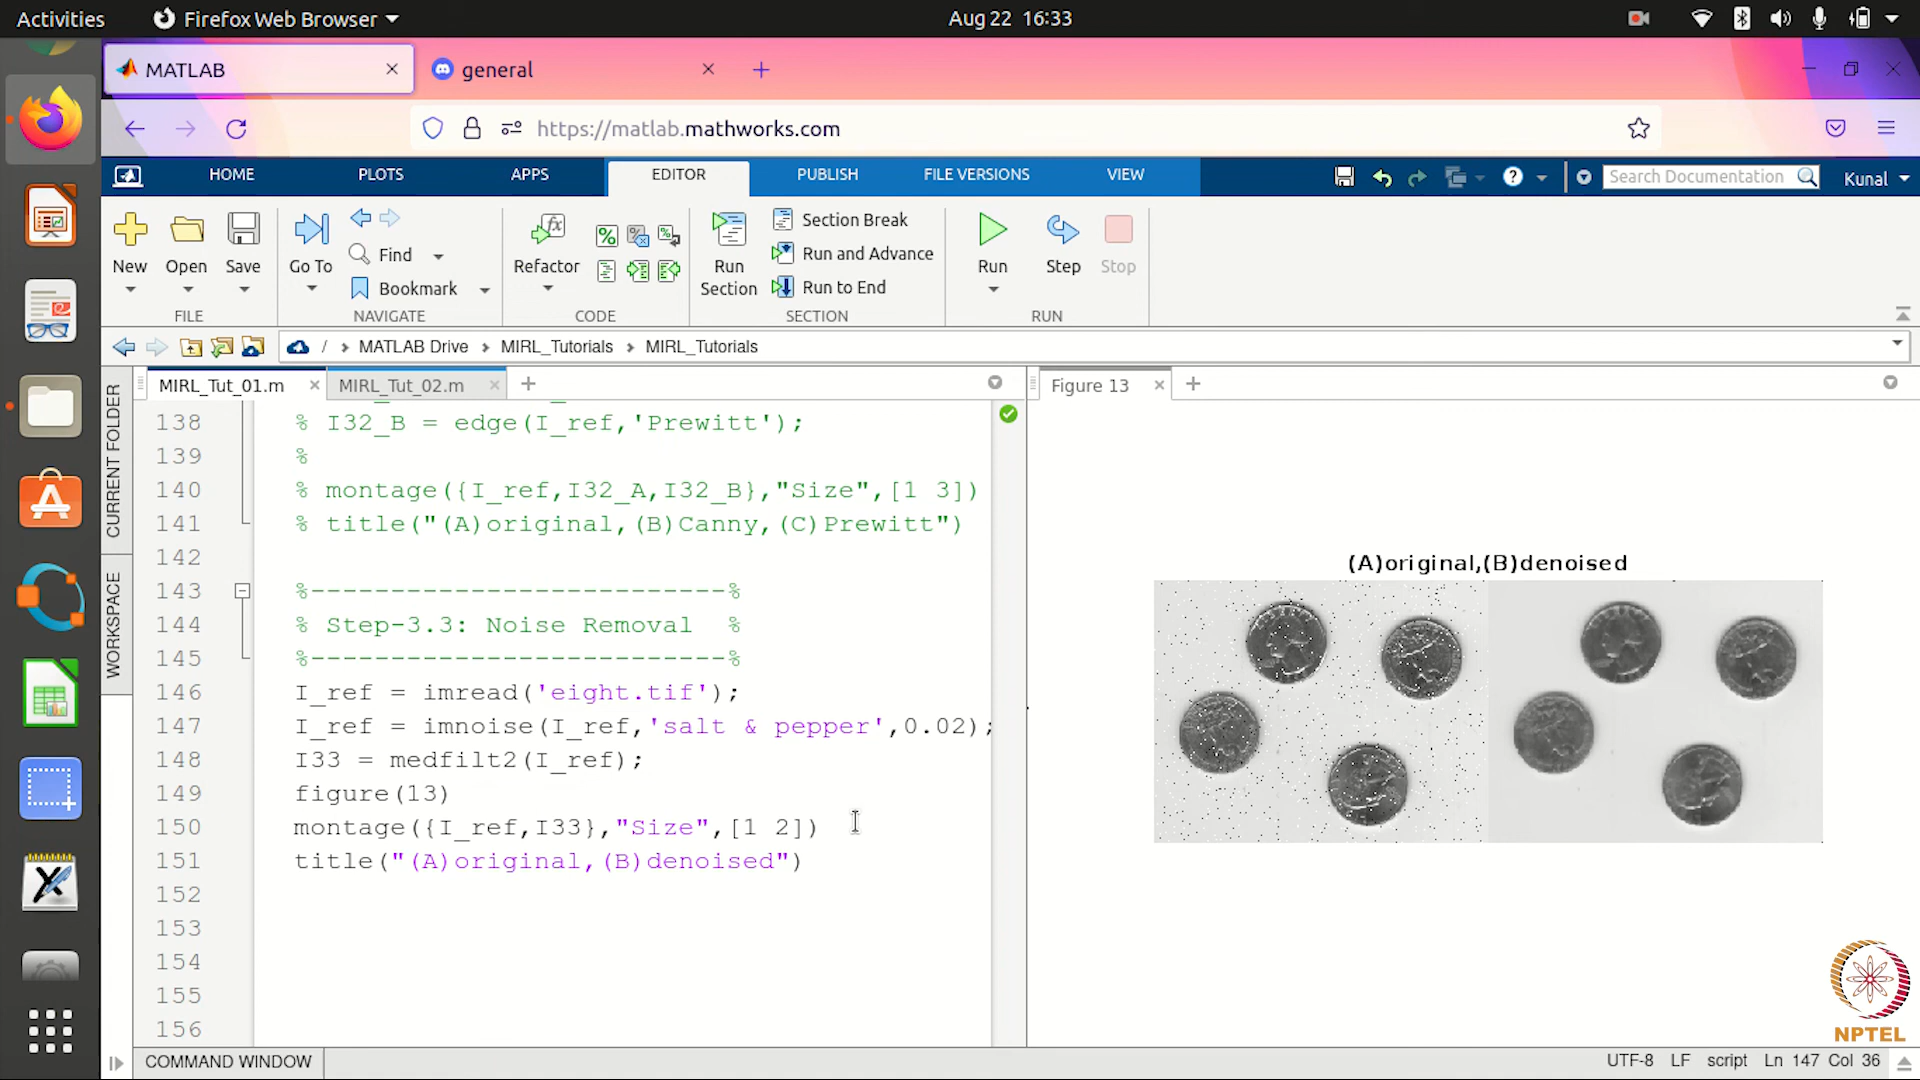 Activities
Firefox Web Browser
Aug 22 16:33
MATLAB
general
https://matlab.mathworks.com
HOME
PLOTS
APPS
EDITOR
PUBLISH
FILE VERSIONS
VIEW
Search Documentation
Kunal
New
Open
Save
FILE
Go To
Find
Bookmark
NAVIGATE
Refactor
CODE
Run Section
Section Break
Run and Advance
Run to End
SECTION
Run
Step
Stop
RUN
/ MATLAB Drive MIRL_Tutorials MIRL_Tutorials
CURRENT FOLDER
WORKSPACE
MIRL_Tut_01.m
MIRL_Tut_02.m
138 % I32_B = edge(I_ref,'Prewitt');
139 %
140 % montage({I_ref,I32_A,I32_B},"Size",[1 3])
141 % title("(A)original,(B)Canny,(C)Prewitt")
142
143 %--------------------------%
144 % Step-3.3: Noise Removal %
145 %--------------------------%
146 I_ref = imread('eight.tif');
147 I_ref = imnoise(I_ref,'salt & pepper',0.02);
148 I33 = medfilt2(I_ref);
149 figure(13)
150 montage({I_ref,I33},"Size",[1 2])
151 title("(A)original,(B)denoised")
152
153
154
155
156
Figure 13
(A)original,(B)denoised
NPTEL
COMMAND WINDOW
UTF-8 LF script Ln 147 Col 36